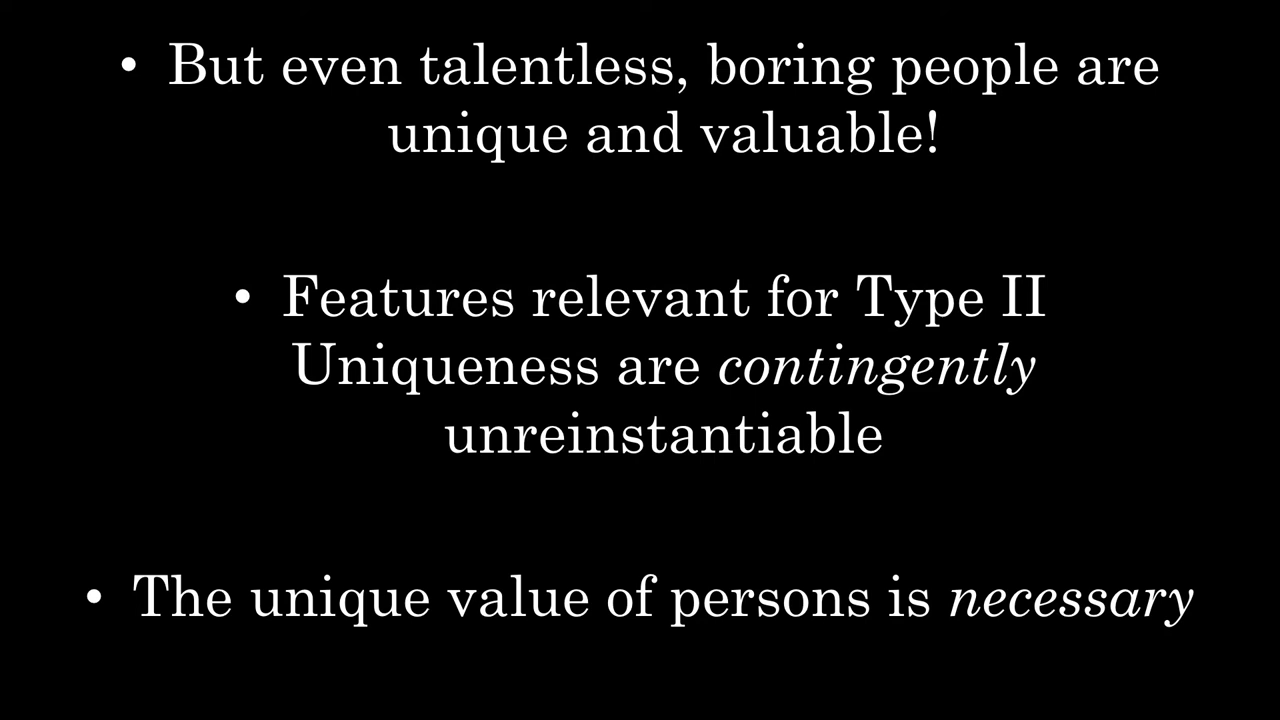 • But even talentless, boring people are
unique and valuable!
• Features relevant for Type II
Uniqueness are contingently
unreinstantiable
• The unique value of persons is necessary